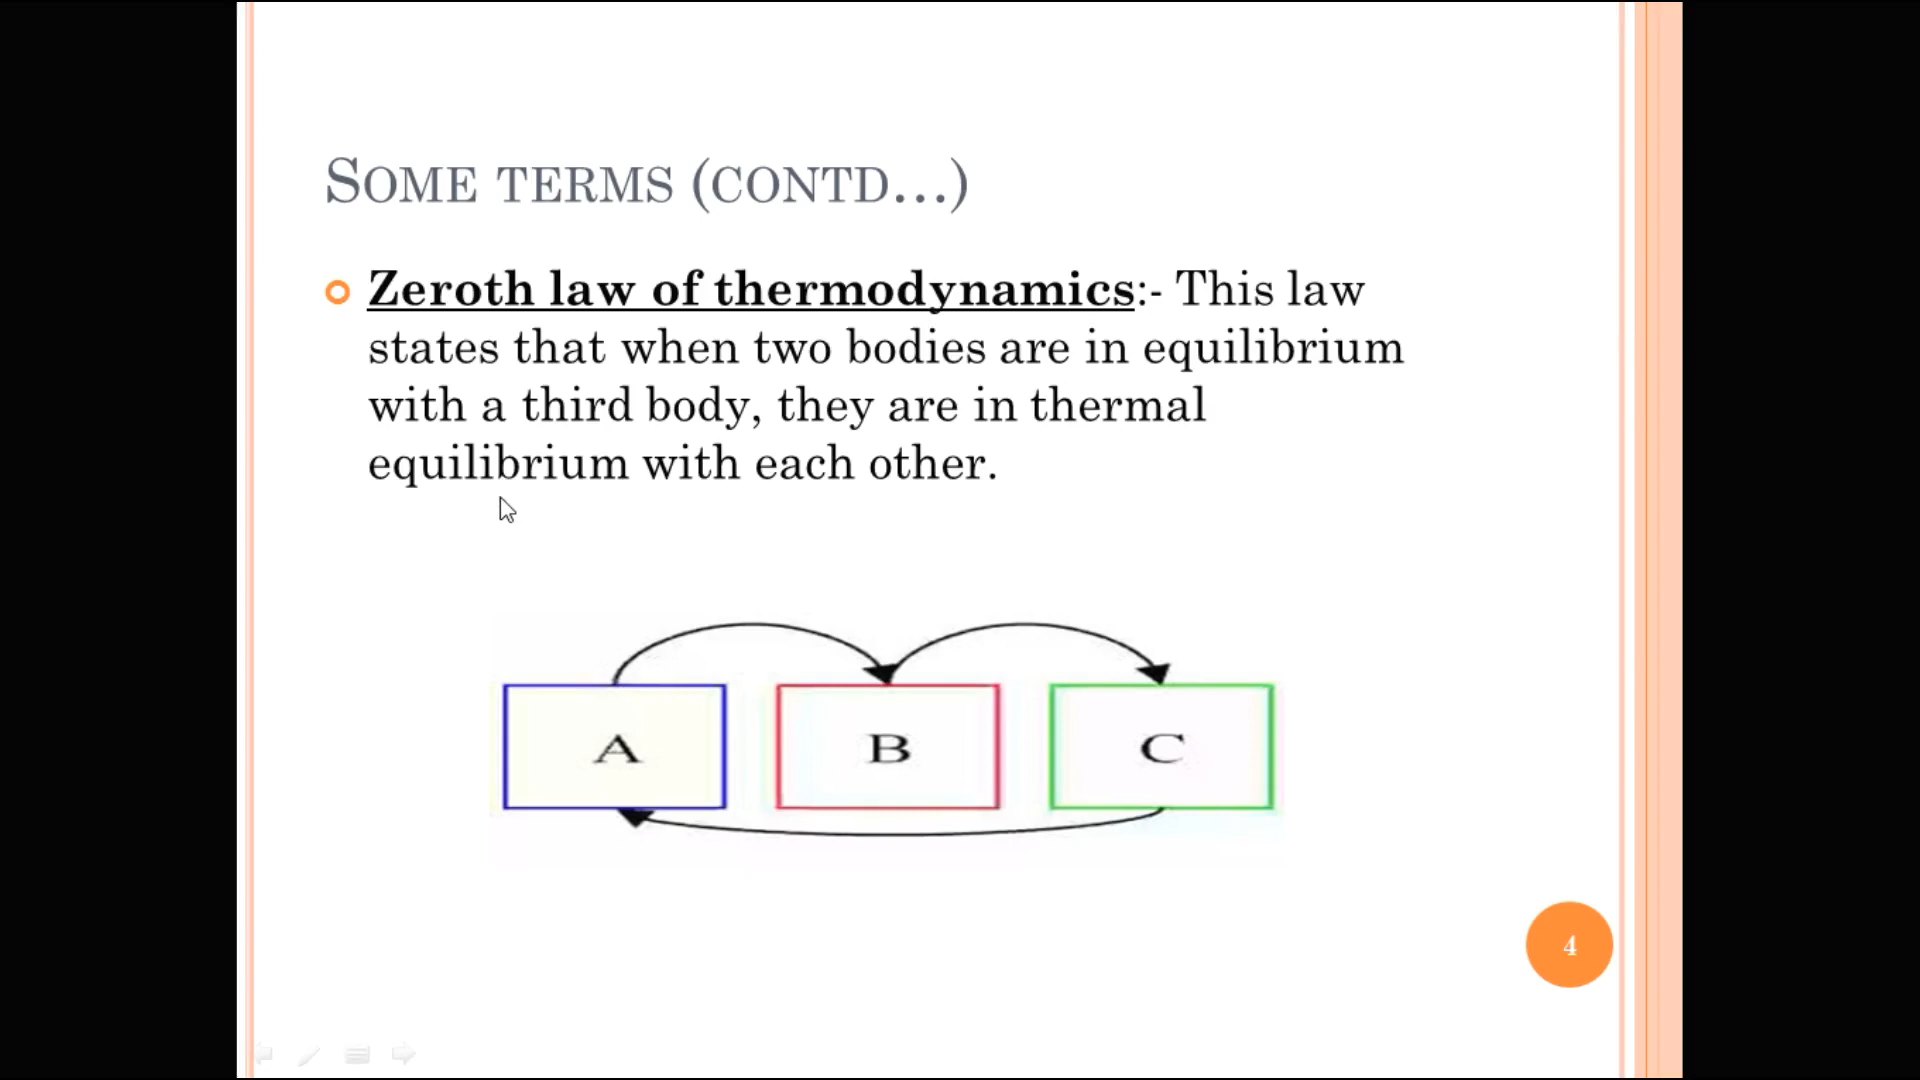 SOME TERMS (CONTD...)
Zeroth law of thermodynamics:- This law
states that when two bodies are in equilibrium
with a third body, they are in thermal
equilibrium with each other.
A B C
4